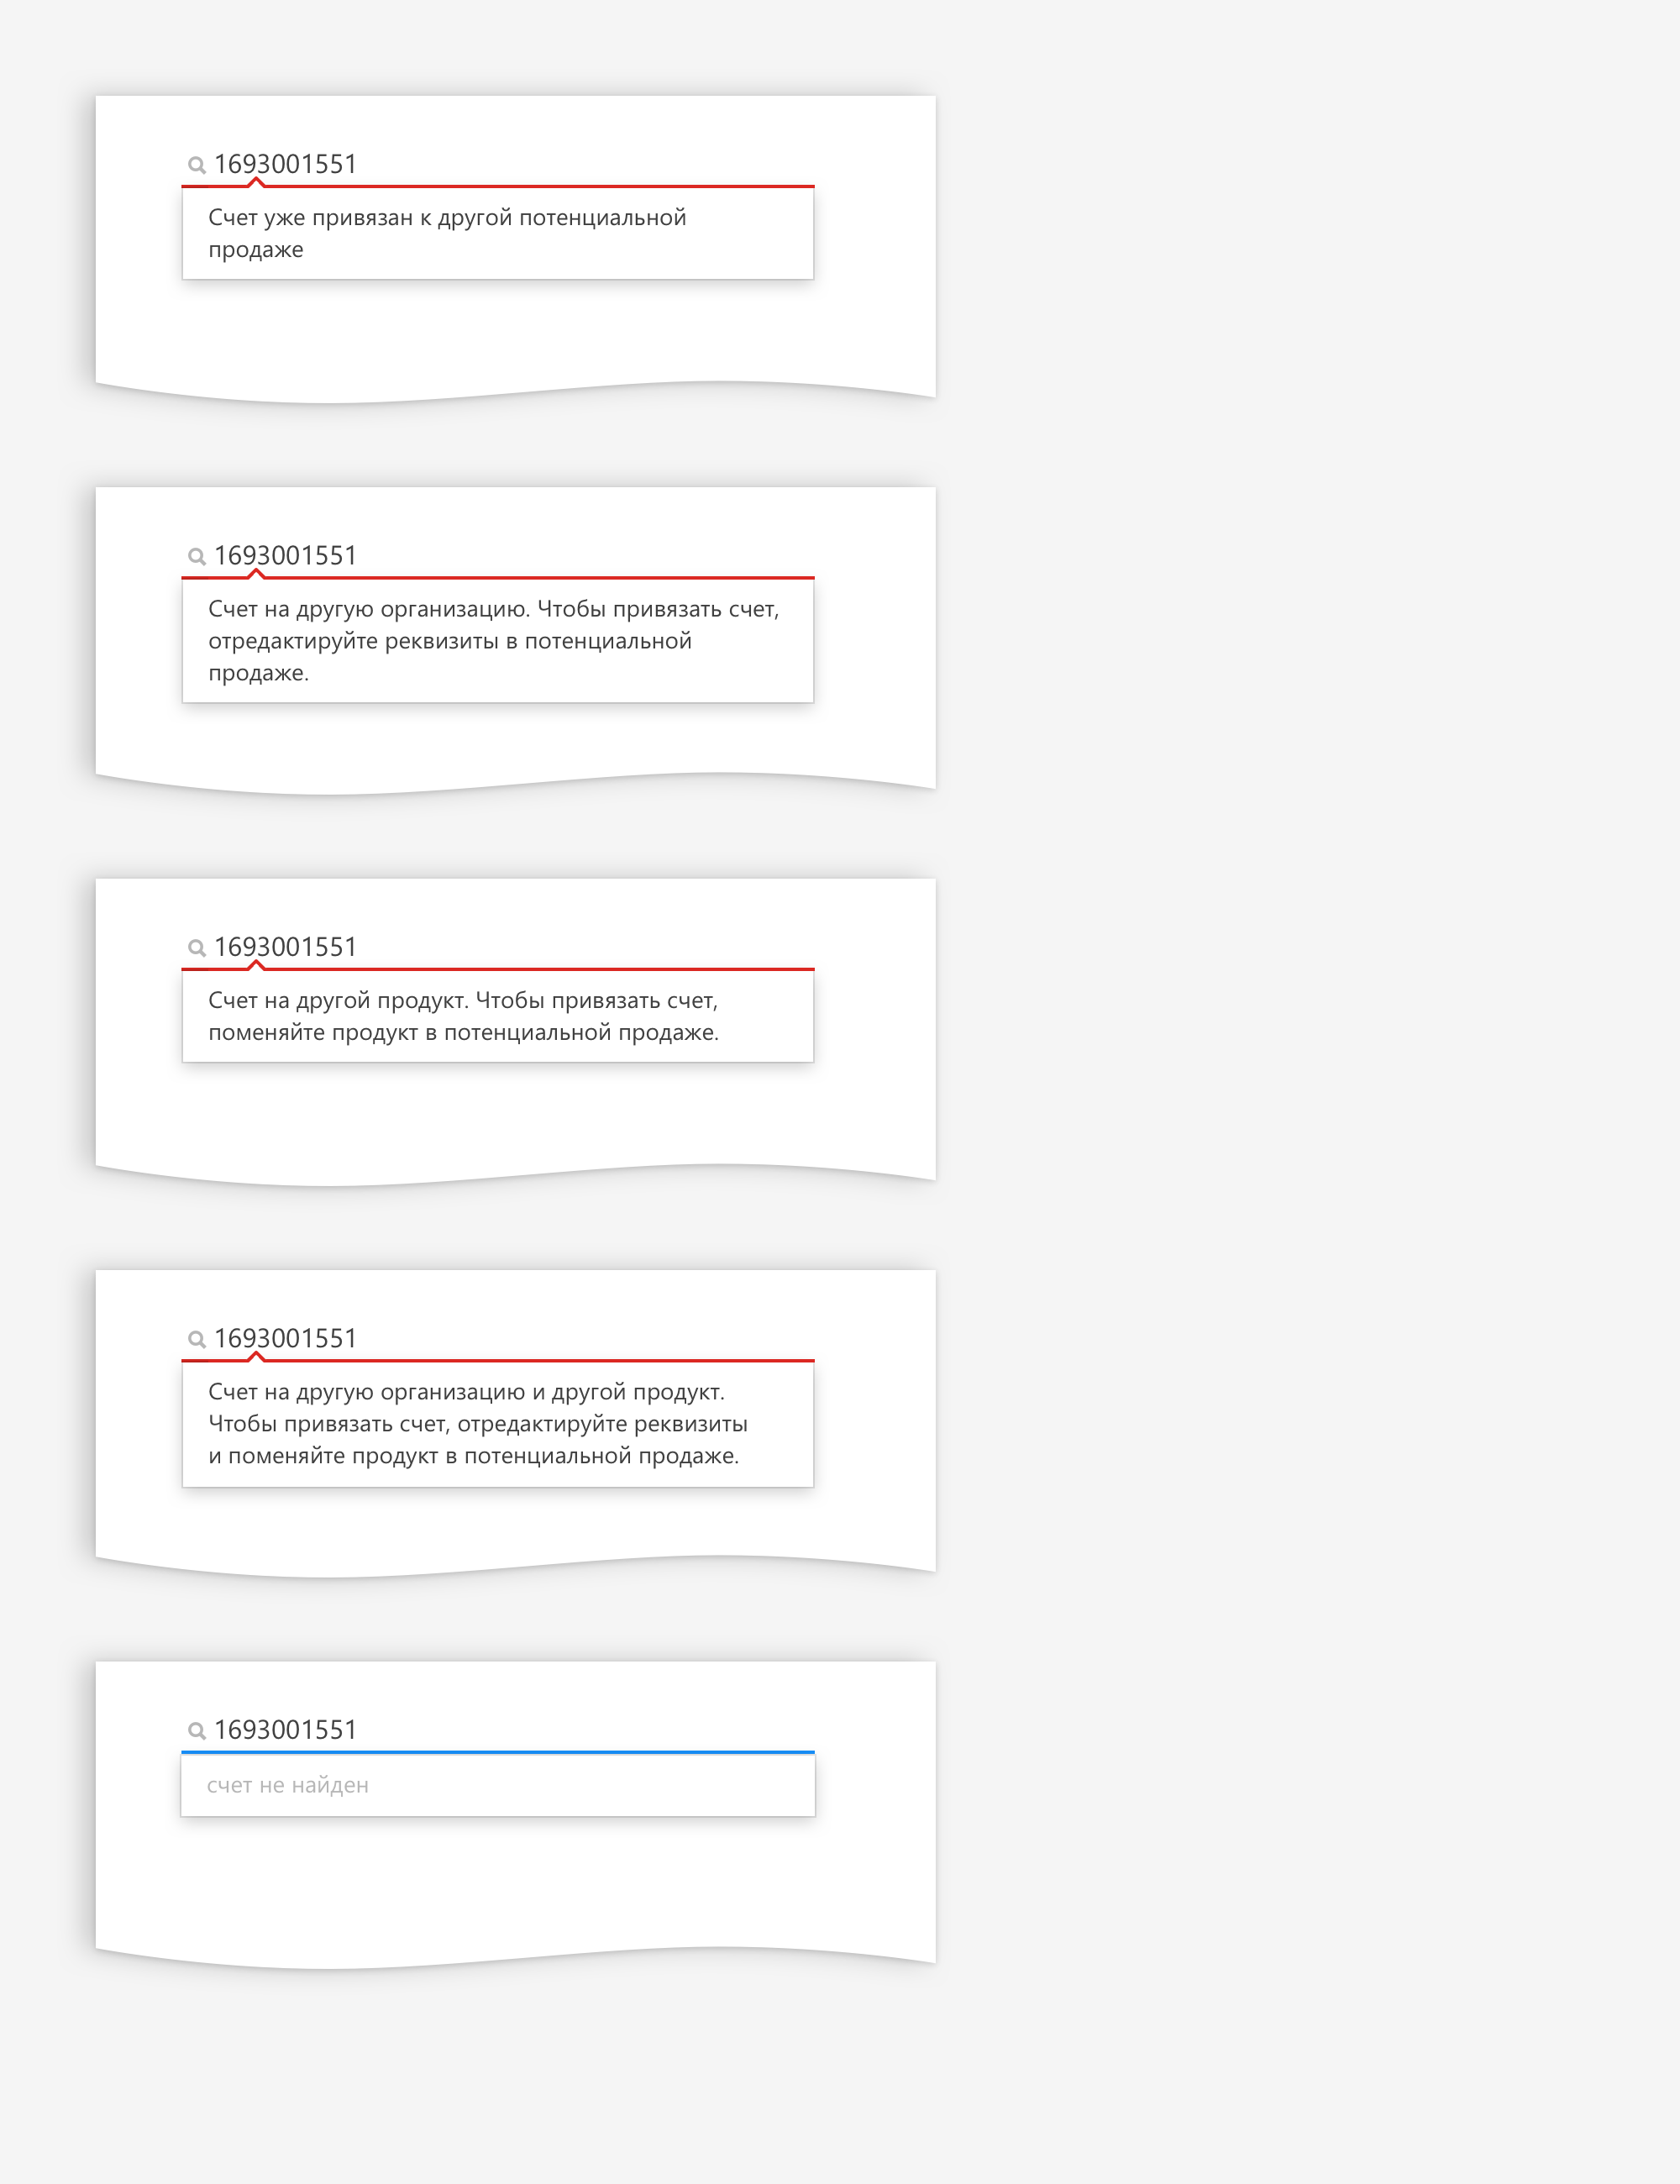 1693001551
Счет уже привязан к другой потенциальной
продаже
1693001551
Счет на другую организацию. Чтобы привязать счет,
отредактируйте реквизиты в потенциальной
продаже.
1693001551
Счет на другой продукт. Чтобы привязать счет,
поменяйте продукт в потенциальной продаже.
1693001551
Счет на другую организацию и другой продукт.
Чтобы привязать счет, отредактируйте реквизиты
и поменяйте продукт в потенциальной продаже.
1693001551
счет не найден